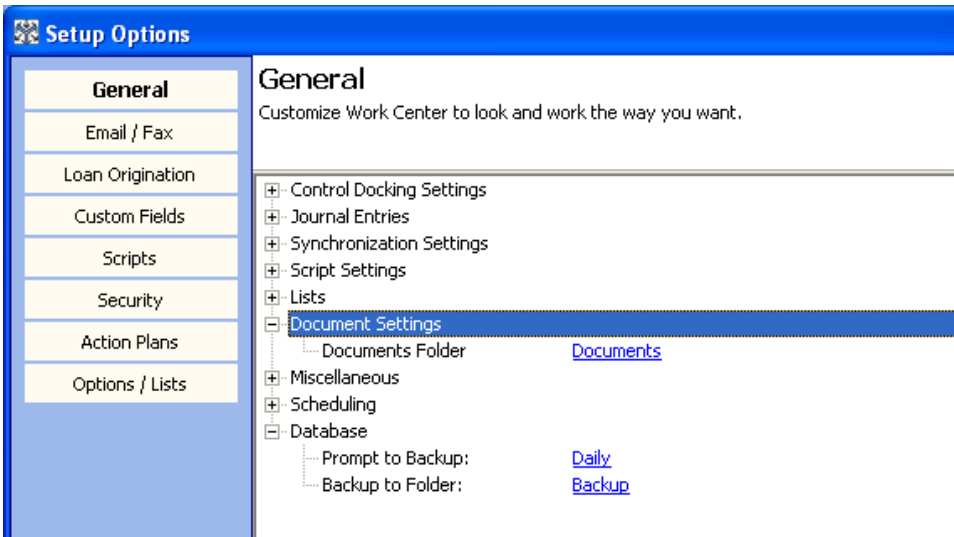 Setup Options
General
Email / Fax
Loan Origination
Custom Fields
Scripts
Security
Action Plans
Options / Lists
General
Customize Work Center to look and work the way you want.
Control Docking Settings
Journal Entries
Synchronization Settings
Script Settings
Lists
Document Settings
Documents Folder Documents
Miscellaneous
Scheduling
Database
Prompt to Backup: Daily
Backup to Folder: Backup